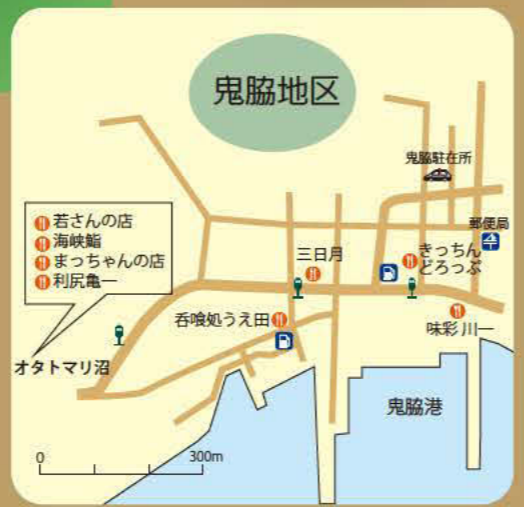 鬼脇地区
鬼脇駐在所
若さんの店
海峡鮨
まっちゃんの店
利尻亀一
郵便局
三日月
きっちん
どろっぷ
呑喰処うえ田
味彩 川一
オタトマリ沼
鬼脇港
0 300m